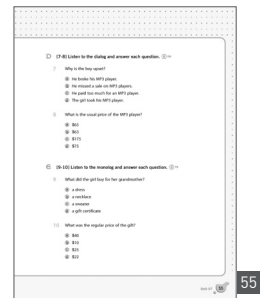 D [7-8] Listen to the dialog and answer each question.
7 Why is the boy upset?
Ⓐ He broke his MP3 player.
Ⓑ He missed a sale on MP3 players.
Ⓒ He paid too much for an MP3 player.
Ⓓ The girl took his MP3 player.
8 What is the usual price of the MP3 player?
Ⓐ $65
Ⓑ $63
Ⓒ $175
Ⓓ $75
E [9-10] Listen to the monolog and answer each question.
9 What did the girl buy for her grandmother?
Ⓐ a dress
Ⓑ a necklace
Ⓒ a sweater
Ⓓ a gift certificate
10 What was the regular price of the gift?
Ⓐ $40
Ⓑ $10
Ⓒ $25
Ⓓ $22
55
55